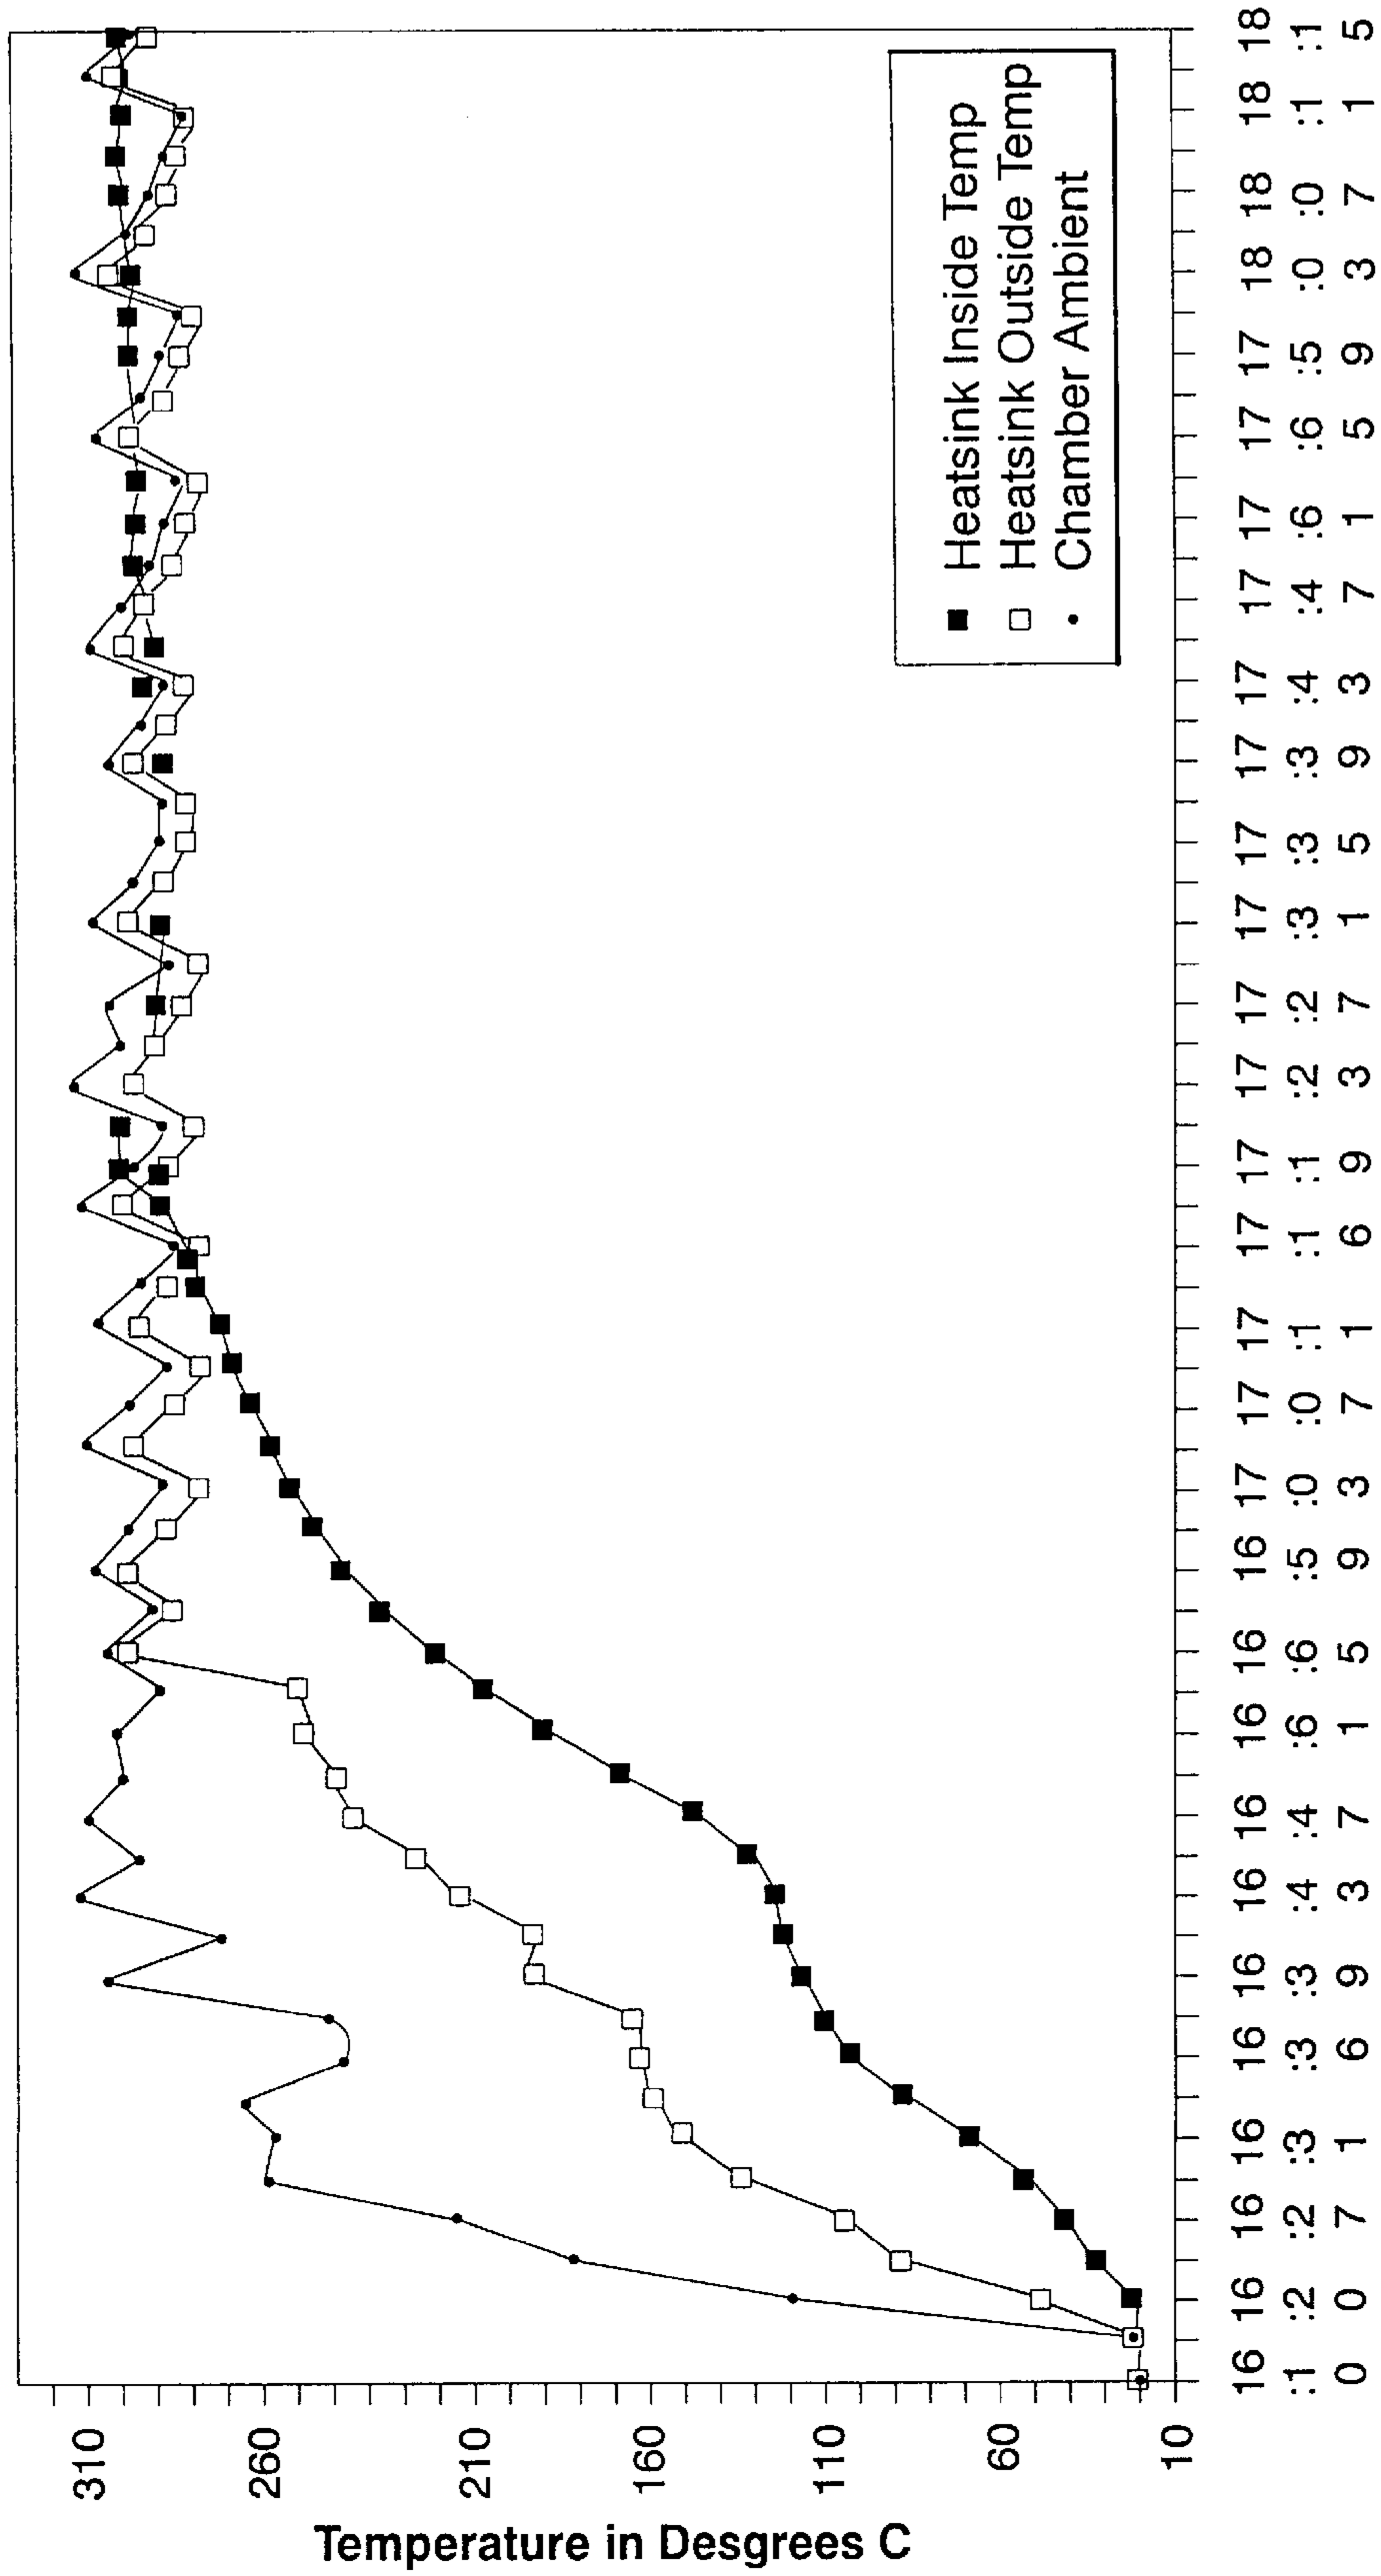 Temperature in Desgrees C
310
260
210
160
110
60
10
Heatsink Inside Temp
Heatsink Outside Temp
Chamber Ambient
16 16 16 16 16 16 16 16 16 16 16 17 17 17 17 17 17 17 17 17 17 17 17 17 17 17 18 18 18 18
:1 :2 :2 :3 :3 :3 :4 :4 :6 :6 :5 :0 :0 :1 :1 :1 :2 :2 :3 :3 :3 :4 :4 :6 :6 :5 :0 :0 :1 :1
0 0 7 1 6 9 3 7 1 5 9 3 7 1 6 9 3 7 1 5 9 3 7 1 5 9 3 7 1 5